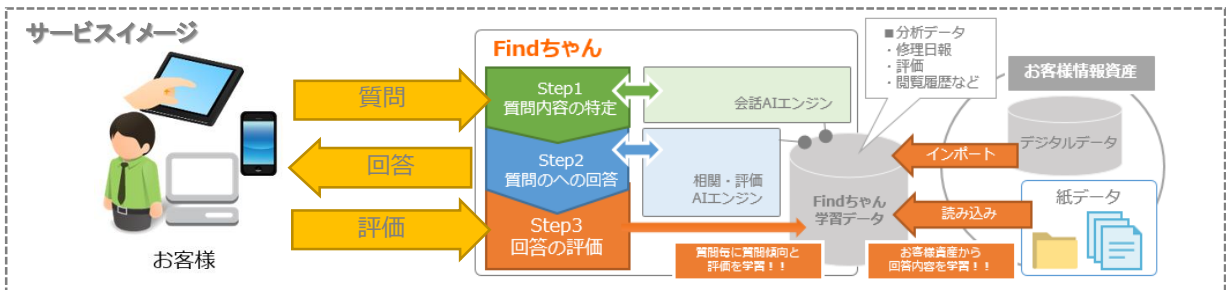 サービスイメージ
お客様
質問
回答
評価
Findちゃん
Step1
質問内容の特定
Step2
質問のへの回答
Step3
回答の評価
会話AIエンジン
相関・評価
AIエンジン
■分析データ
・修理日報
・評価
・閲覧履歴など
Findちゃん
学習データ
質問毎に質問傾向と
評価を学習！！
お客様情報資産
デジタルデータ
インポート
紙データ
読み込み
お客様資産から
回答内容を学習！！